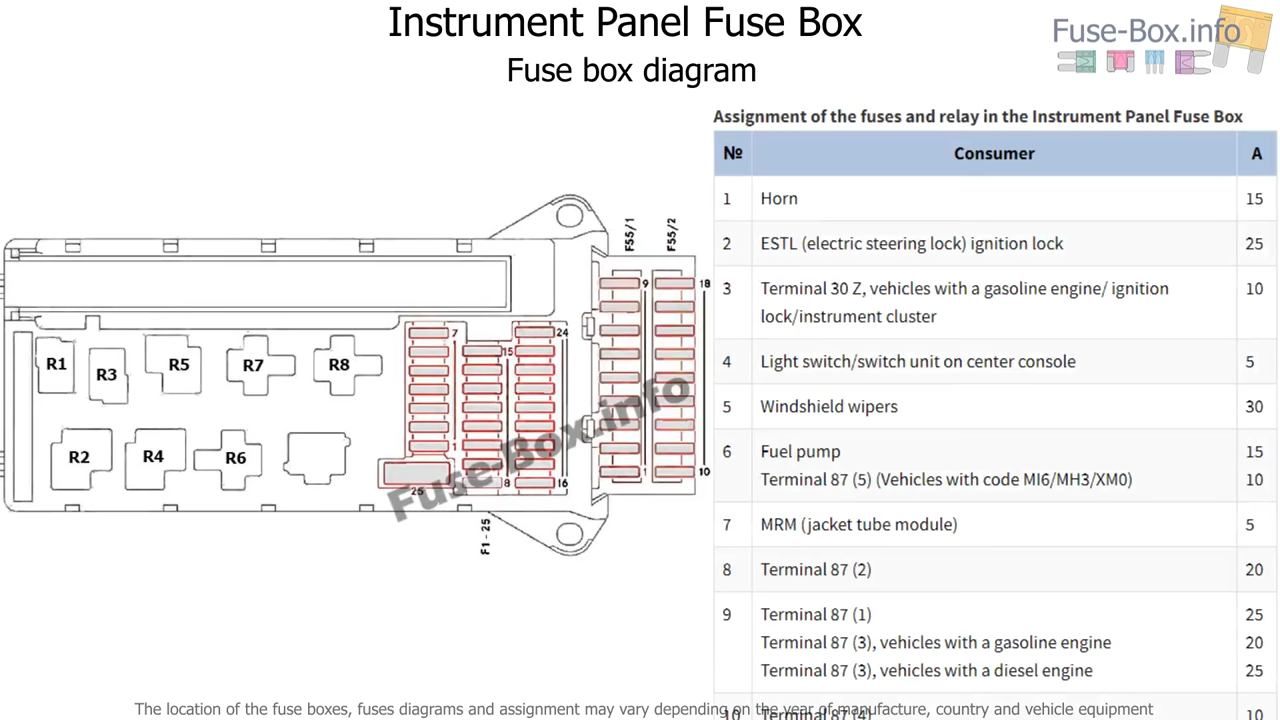 Instrument Panel Fuse Box
Fuse box diagram
Fuse-Box.info
Assignment of the fuses and relay in the Instrument Panel Fuse Box
№ Consumer A
1 Horn 15
2 ESTL (electric steering lock) ignition lock 25
3 Terminal 30 Z, vehicles with a gasoline engine/ ignition 10
lock/instrument cluster
4 Light switch/switch unit on center console 5
5 Windshield wipers 30
6 Fuel pump 15
Terminal 87 (5) (Vehicles with code MI6/MH3/XM0) 10
7 MRM (jacket tube module) 5
8 Terminal 87 (2) 20
9 Terminal 87 (1) 25
Terminal 87 (3), vehicles with a gasoline engine 20
Terminal 87 (3), vehicles with a diesel engine 25
10 Terminal 87 (4) 10
F55/1 F55/2
9 18
7 24
15
R1 R3 R5 R7 R8
R2 R4 R6
1
1 10
8 16
25
F1 - 25
Fuse-Box.info
The location of the fuse boxes, fuses diagrams and assignment may vary depending on the year of manufacture, country and vehicle equipment